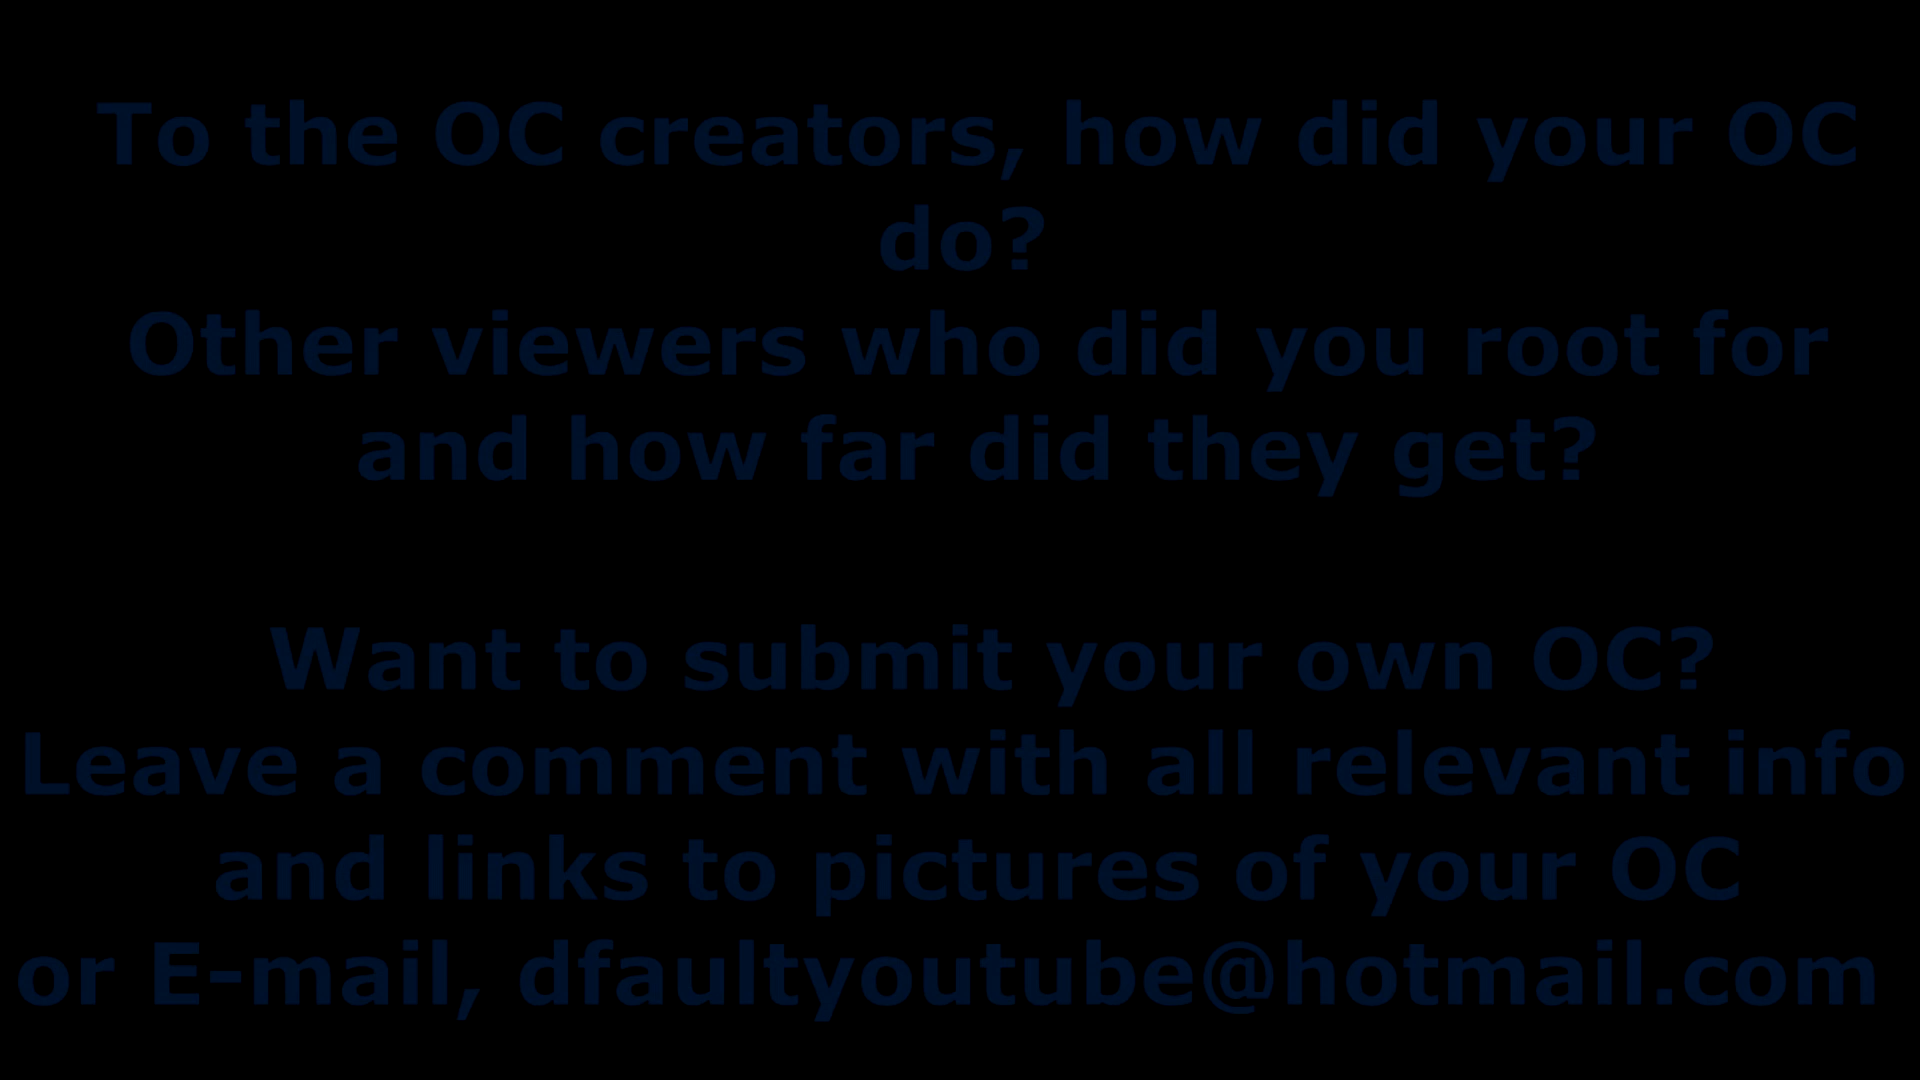 To the OC creators, how did your OC
do?
Other viewers who did you root for
and how far did they get?
Want to submit your own OC?
Leave a comment with all relevant info
and links to pictures of your OC
or E-mail, dfaultyoutube@hotmail.com